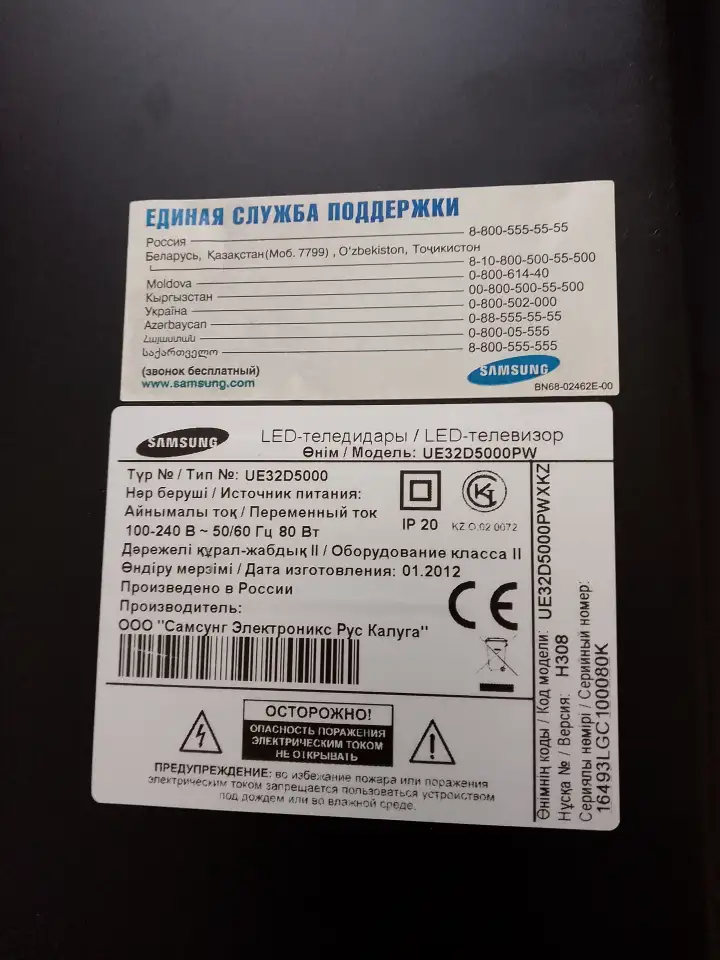 ЕДИНАЯ СЛУЖБА ПОДДЕРЖКИ
Россия 8-800-555-55-55
Беларусь, Қазақстан(Моб. 7799) , O'zbekiston, Тоҷикистон
8-10-800-500-55-500
Moldova 0-800-614-40
Кыргызстан 00-800-500-55-500
Україна 0-800-502-000
Azərbaycan 0-88-555-55-55
Հայաստան 0-800-05-555
საქართველო 8-800-555-555
(звонок бесплатный)
www.samsung.com
SAMSUNG
BN68-02462E-00
SAMSUNG
LED-теледидары / LED-телевизор
Өнім / Модель: UE32D5000PW
Түр № / Тип №: UE32D5000
Нәр беруші / Источник питания:
Айнымалы ток / Переменный ток
100-240 В ~ 50/60 Гц 80 Вт
IP 20
KZ.O.02.0072
Дәрежелі құрал-жабдық II / Оборудование класса II
Өндіру мерзімі / Дата изготовления: 01.2012
Произведено в России
Производитель:
ООО "Самсунг Электроникс Рус Калуга"
CE
ОСТОРОЖНО!
ОПАСНОСТЬ ПОРАЖЕНИЯ
ЭЛЕКТРИЧЕСКИМ ТОКОМ
НЕ ОТКРЫВАТЬ
ПРЕДУПРЕЖДЕНИЕ: во избежание пожара или поражения
электрическим током запрещается пользоваться устройством
под дождем или во влажной среде.
Өнімнің коды / Код модели: UE32D5000PWXKZ
Нұска № / Версия: H308
Сериялы нөмірі / Серийный номер:
16493LGC100080K